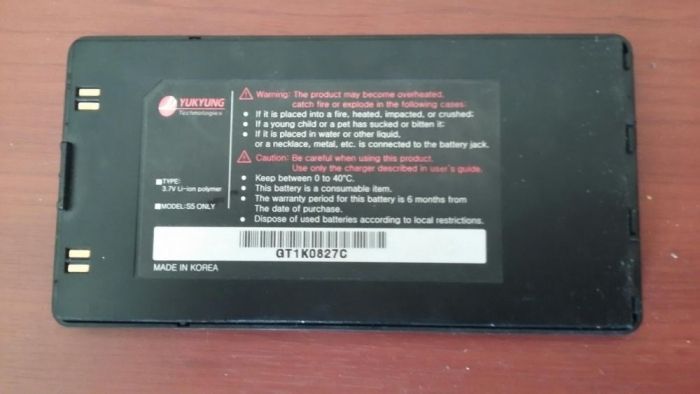 YUKYUNG
Technologies
TYPE:
3.7V Li-ion polymer
MODEL: S5 ONLY
Warning: The product may become overheated,
catch fire or explode in the following cases:
• If it is placed into a fire, heated, impacted, or crushed;
• If a young child or a pet has sucked or bitten it;
• If it is placed in water or other liquid,
or a necklace, metal, etc. is connected to the battery jack.
Caution: Be careful when using this product.
Use only the charger described in user's guide.
• Keep between 0 to 40°C.
• This battery is a consumable item.
• The warranty period for this battery is 6 months from
The date of purchase.
• Dispose of used batteries according to local restrictions.
GT1K0827C
MADE IN KOREA